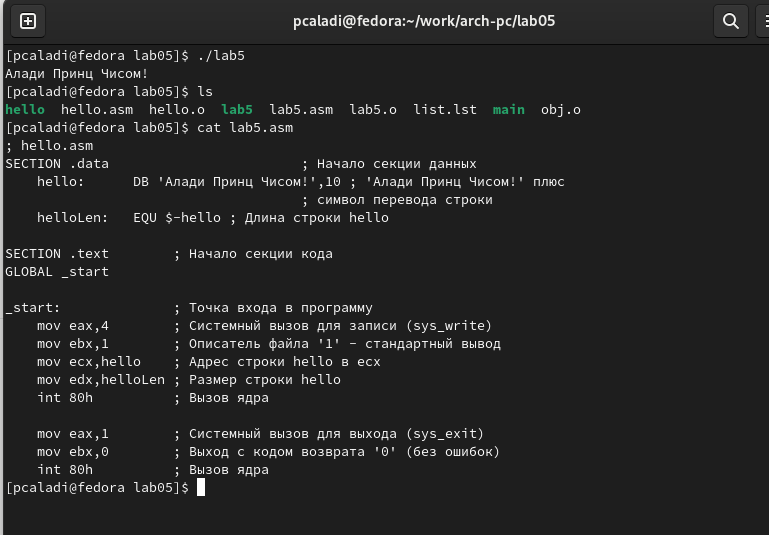 pcaladi@fedora:~/work/arch-pc/lab05
[pcaladi@fedora lab05]$ ./lab5
Алади Принц Чисом!
[pcaladi@fedora lab05]$ ls
hello  hello.asm  hello.o  lab5  lab5.asm  lab5.o  list.lst  main  obj.o
[pcaladi@fedora lab05]$ cat lab5.asm
; hello.asm
SECTION .data                        ; Начало секции данных
    hello:      DB 'Алади Принц Чисом!',10 ; 'Алади Принц Чисом!' плюс
                                     ; символ перевода строки
    helloLen:   EQU $-hello ; Длина строки hello

SECTION .text        ; Начало секции кода
GLOBAL _start

_start:              ; Точка входа в программу
    mov eax,4        ; Системный вызов для записи (sys_write)
    mov ebx,1        ; Описатель файла '1' - стандартный вывод
    mov ecx,hello    ; Адрес строки hello в ecx
    mov edx,helloLen ; Размер строки hello
    int 80h          ; Вызов ядра

    mov eax,1        ; Системный вызов для выхода (sys_exit)
    mov ebx,0        ; Выход с кодом возврата '0' (без ошибок)
    int 80h          ; Вызов ядра
[pcaladi@fedora lab05]$